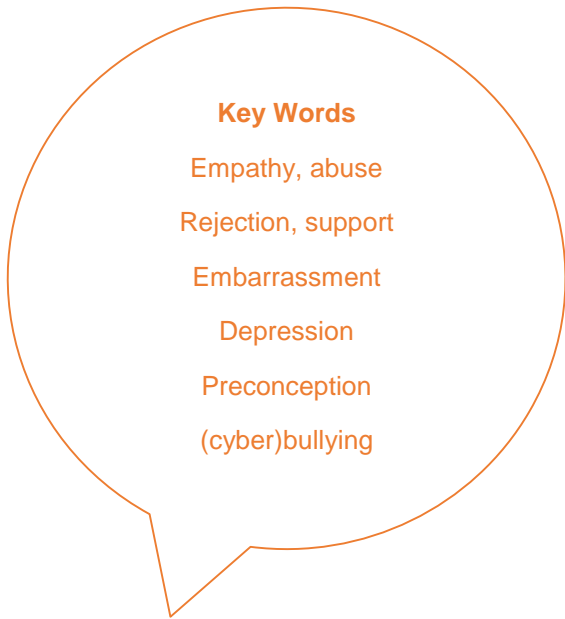 Key Words
Empathy, abuse
Rejection, support
Embarrassment
Depression
Preconception
(cyber)bullying